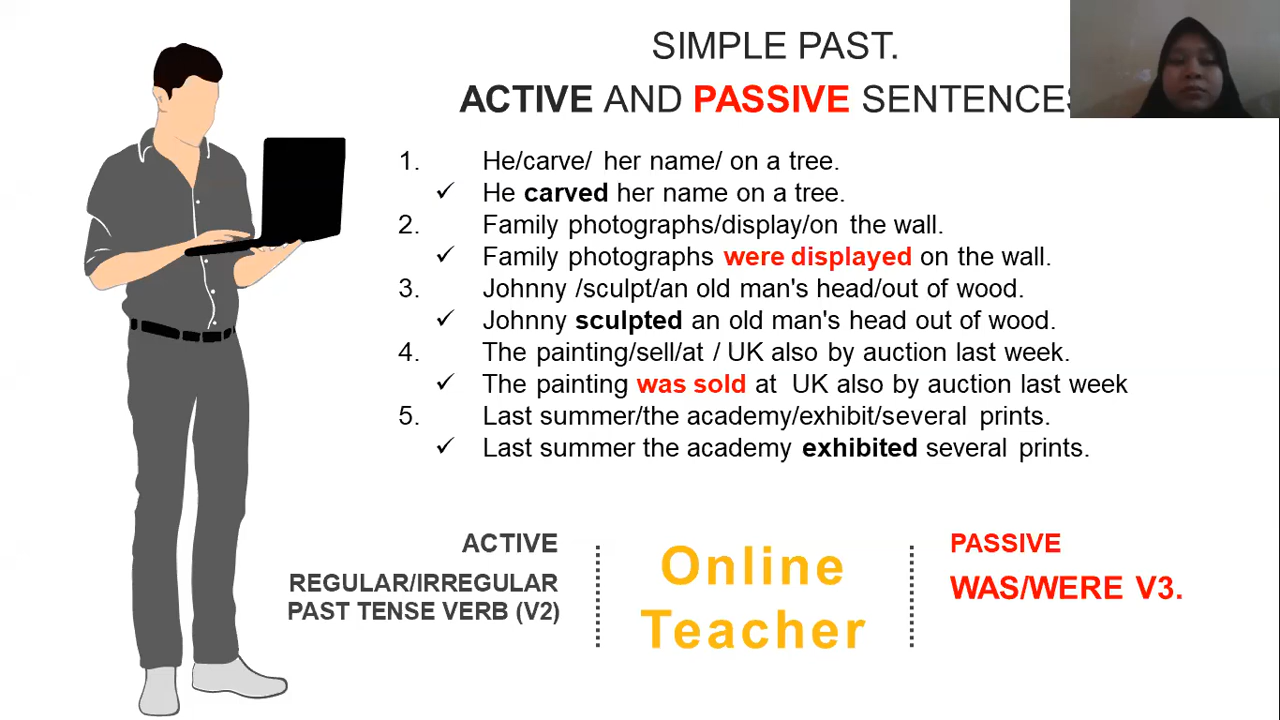 SIMPLE PAST.
ACTIVE AND PASSIVE SENTENCES
1. He/carve/ her name/ on a tree.
✓ He carved her name on a tree.
2. Family photographs/display/on the wall.
✓ Family photographs were displayed on the wall.
3. Johnny /sculpt/an old man's head/out of wood.
✓ Johnny sculpted an old man's head out of wood.
4. The painting/sell/at / UK also by auction last week.
✓ The painting was sold at UK also by auction last week
5. Last summer/the academy/exhibit/several prints.
✓ Last summer the academy exhibited several prints.
ACTIVE
REGULAR/IRREGULAR
PAST TENSE VERB (V2)
Online
Teacher
PASSIVE
WAS/WERE V3.